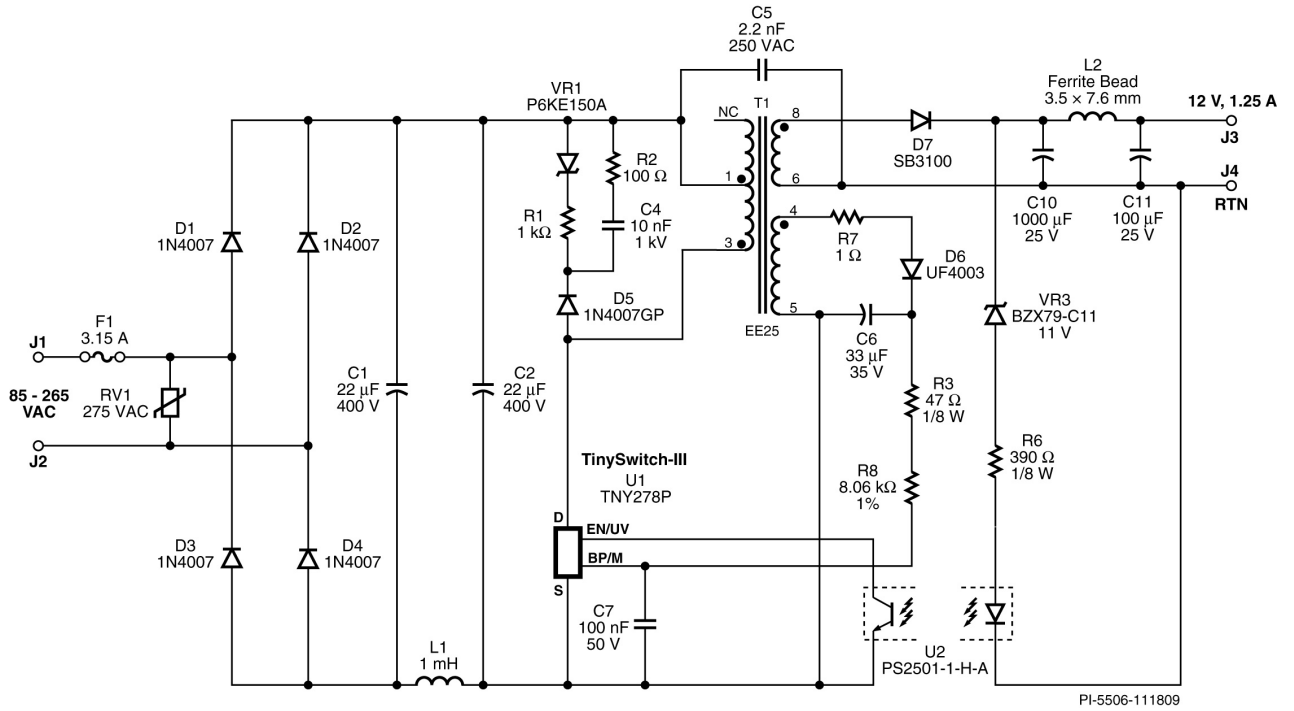 C5
2.2 nF
250 VAC
VR1
P6KE150A
NC
T1
8
D7
SB3100
L2
Ferrite Bead
3.5 × 7.6 mm
12 V, 1.25 A
J3
R2
100 Ω
1
6
J4
RTN
C10
1000 µF
25 V
C11
100 µF
25 V
D1
1N4007
D2
1N4007
R1
1 kΩ
C4
10 nF
1 kV
3
4
R7
1 Ω
D6
UF4003
D5
1N4007GP
5
EE25
C6
33 µF
35 V
VR3
BZX79-C11
11 V
F1
3.15 A
J1
85 - 265
VAC
RV1
275 VAC
J2
C1
22 µF
400 V
C2
22 µF
400 V
R3
47 Ω
1/8 W
R6
390 Ω
1/8 W
TinySwitch-III
U1
TNY278P
R8
8.06 kΩ
1%
D
EN/UV
BP/M
S
D3
1N4007
D4
1N4007
C7
100 nF
50 V
L1
1 mH
U2
PS2501-1-H-A
PI-5506-111809